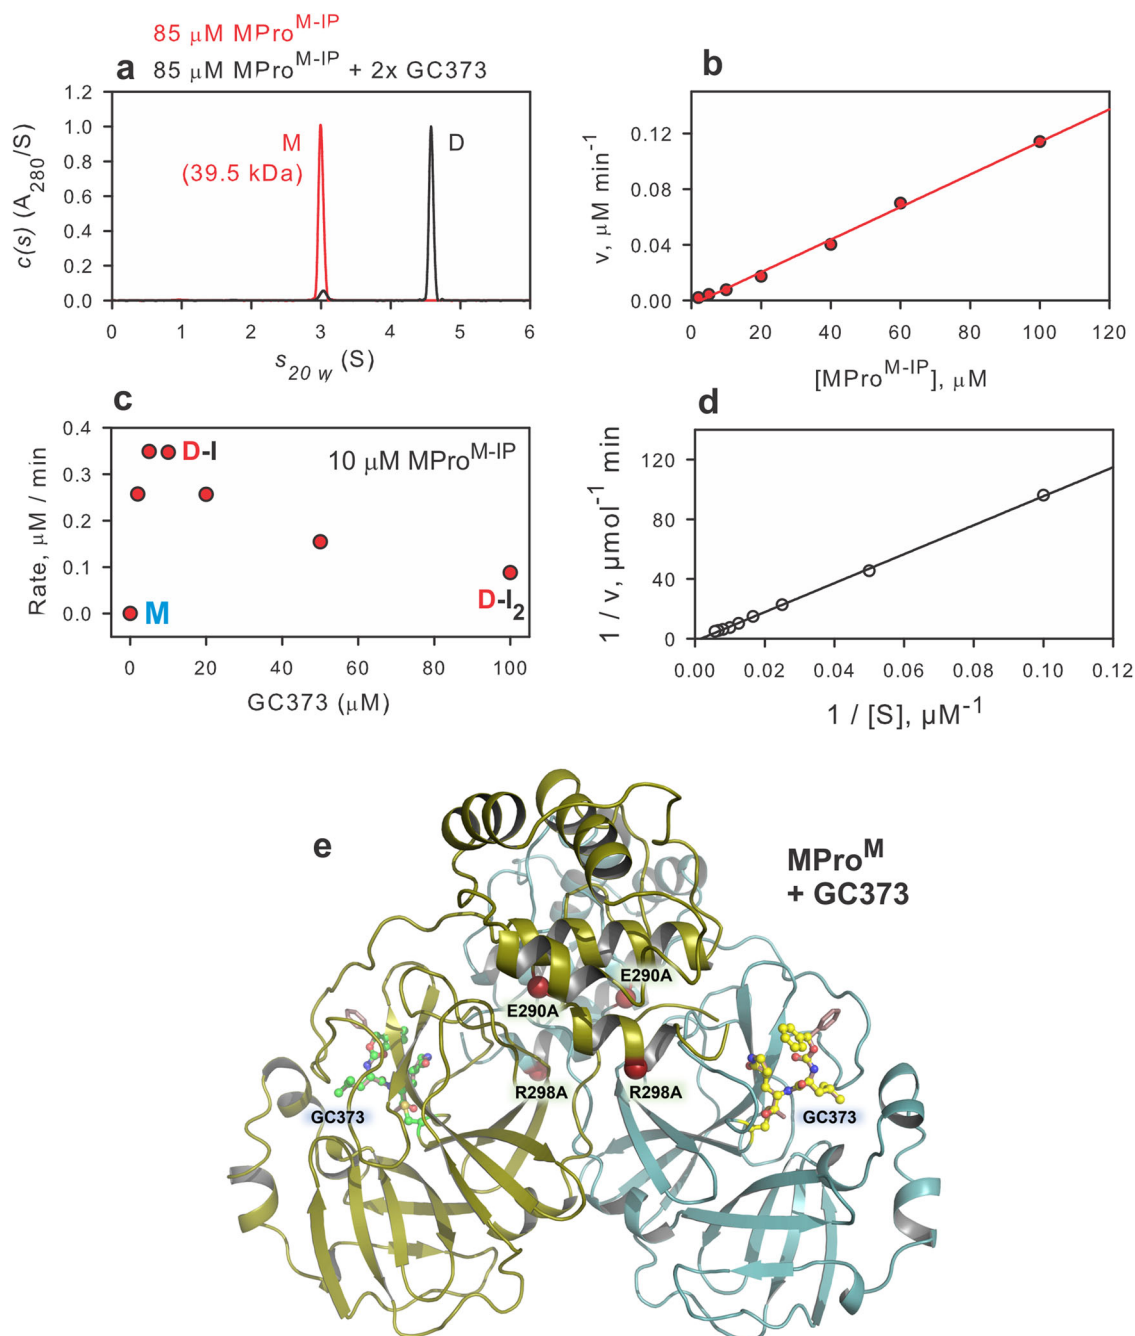 85 μM MPro^M-IP
a 85 μM MPro^M-IP + 2x GC373
1.2
1.0
0.8
0.6
0.4
0.2
0.0
c(s) (A280/S)
M
(39.5 kDa)
D
0 1 2 3 4 5 6
s20 w (S)
b
0.12
0.08
0.04
0.00
v, μM min^-1
0 20 40 60 80 100 120
[MPro^M-IP], μM
c
0.4
0.3
0.2
0.1
0.0
Rate, μM / min
D-I
10 μM MPro^M-IP
M
D-I2
0 20 40 60 80 100
GC373 (μM)
d
120
80
40
0
1 / v, μmol^-1 min
0.00 0.02 0.04 0.06 0.08 0.10 0.12
1 / [S], μM^-1
e
MPro^M
+ GC373
E290A
E290A
R298A
R298A
GC373
GC373